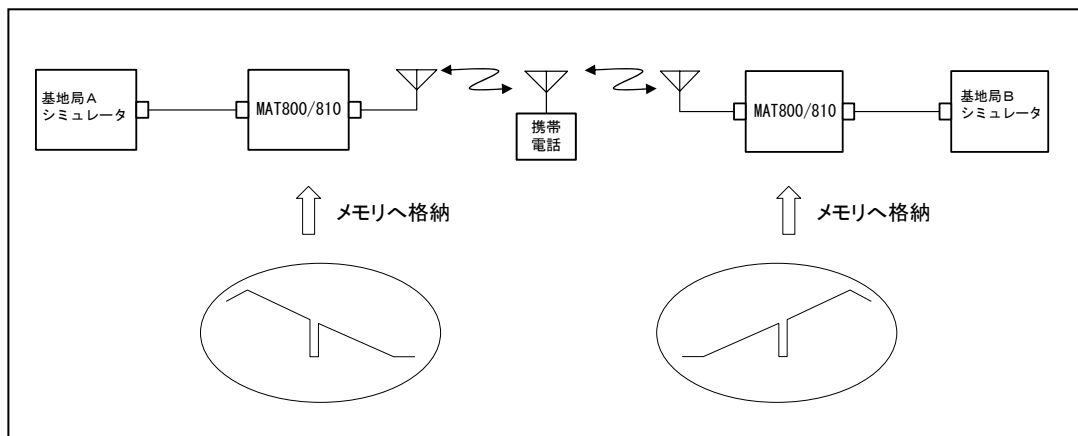 基地局A
シミュレータ
MAT800/810
携帯
電話
MAT800/810
基地局B
シミュレータ
メモリへ格納
メモリへ格納